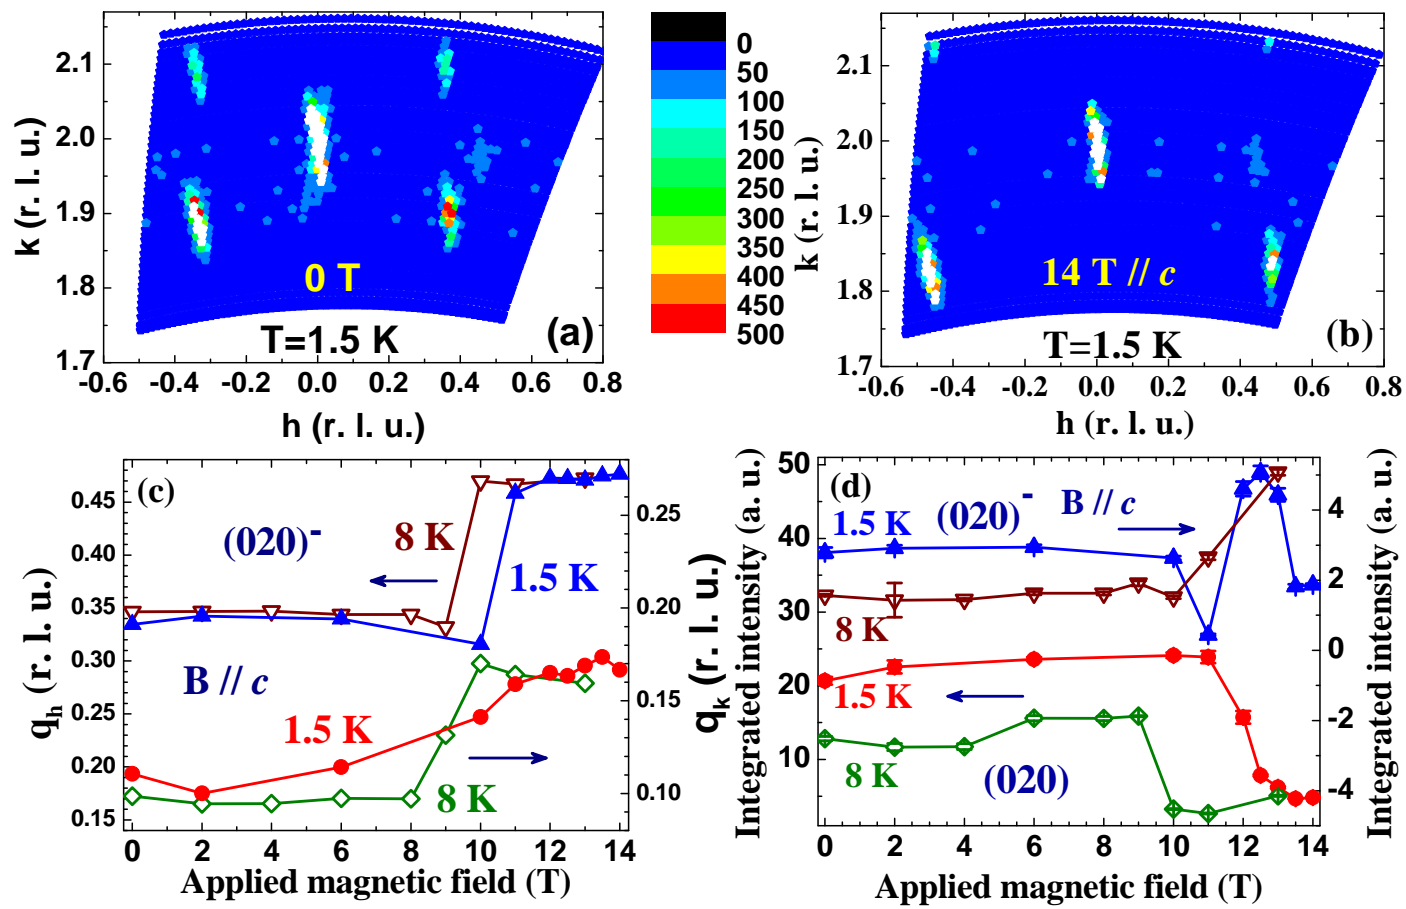 2.1
2.0
1.9
1.8
1.7
k (r. l. u.)
0 T
T=1.5 K
(a)
-0.6 -0.4 -0.2 0.0 0.2 0.4 0.6 0.8
h (r. l. u.)
0
50
100
150
200
250
300
350
400
450
500
2.1
2.0
1.9
1.8
1.7
k (r. l. u.)
14 T // c
T=1.5 K
(b)
-0.6 -0.4 -0.2 0.0 0.2 0.4 0.6 0.8
h (r. l. u.)
(c)
0.45
0.40
0.35
0.30
0.25
0.20
0.15
q_h (r. l. u.)
(020)⁻
8 K
1.5 K
B // c
1.5 K
8 K
0.25
0.20
0.15
0.10
q_k (r. l. u.)
0 2 4 6 8 10 12 14
Applied magnetic field (T)
(d)
50
40
30
20
10
Integrated intensity (a. u.)
1.5 K
(020)⁻
B // c
8 K
1.5 K
8 K
(020)
4
2
0
-2
-4
Integrated intensity (a. u.)
0 2 4 6 8 10 12 14
Applied magnetic field (T)